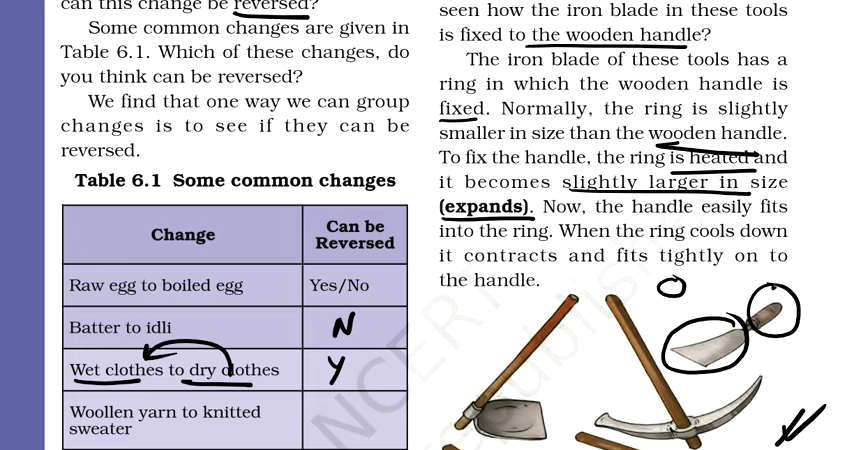 can this change be reversed?
Some common changes are given in
Table 6.1. Which of these changes, do
you think can be reversed?
We find that one way we can group
changes is to see if they can be
reversed.
Table 6.1 Some common changes
Change
Can be
Reversed
Raw egg to boiled egg
Yes/No
Batter to idli
N
Wet clothes to dry clothes
Y
Woollen yarn to knitted
sweater
seen how the iron blade in these tools
is fixed to the wooden handle?
The iron blade of these tools has a
ring in which the wooden handle is
fixed. Normally, the ring is slightly
smaller in size than the wooden handle.
To fix the handle, the ring is heated and
it becomes slightly larger in size
(expands). Now, the handle easily fits
into the ring. When the ring cools down
it contracts and fits tightly on to
the handle.